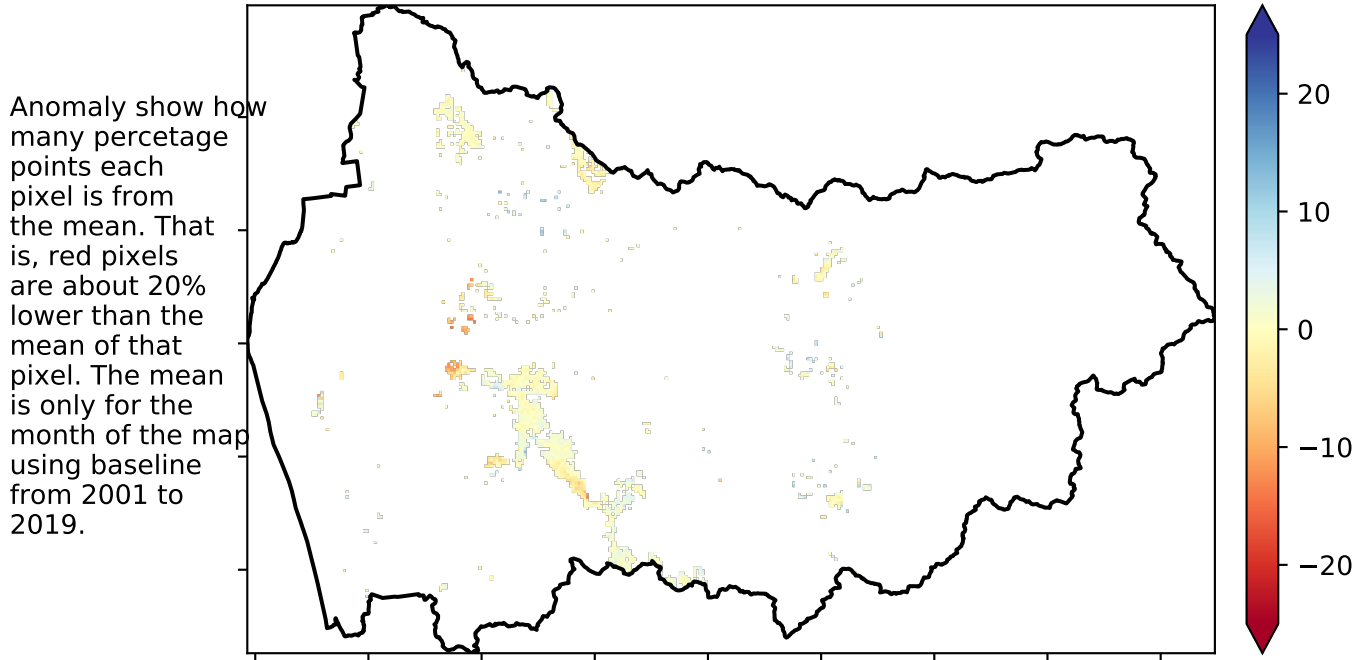 Anomaly show how
many percetage
points each
pixel is from
the mean. That
is, red pixels
are about 20%
lower than the
mean of that
pixel. The mean
is only for the
month of the map
using baseline
from 2001 to
2019.
20
10
0
−10
−20